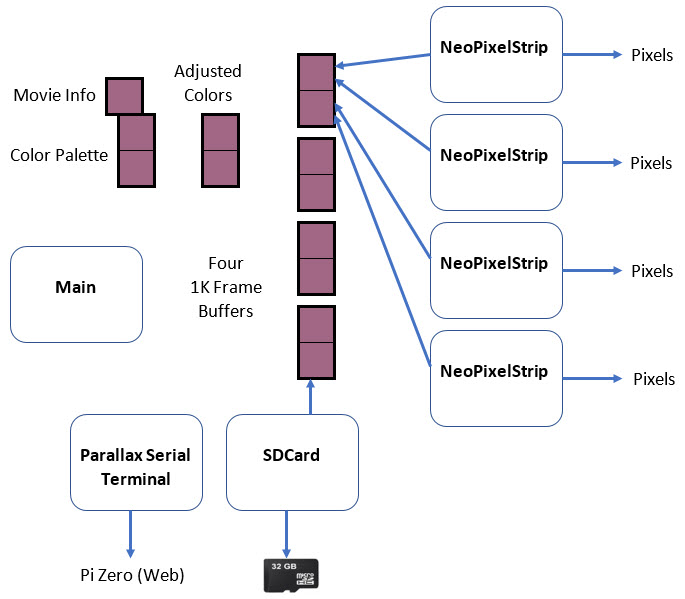 NeoPixelStrip
Pixels
Adjusted
Colors
Movie Info
Color Palette
NeoPixelStrip
Pixels
Four
1K Frame
Buffers
Main
NeoPixelStrip
Pixels
NeoPixelStrip
Pixels
Parallax Serial
Terminal
SDCard
Pi Zero (Web)
32 GB
micro
SD
HC